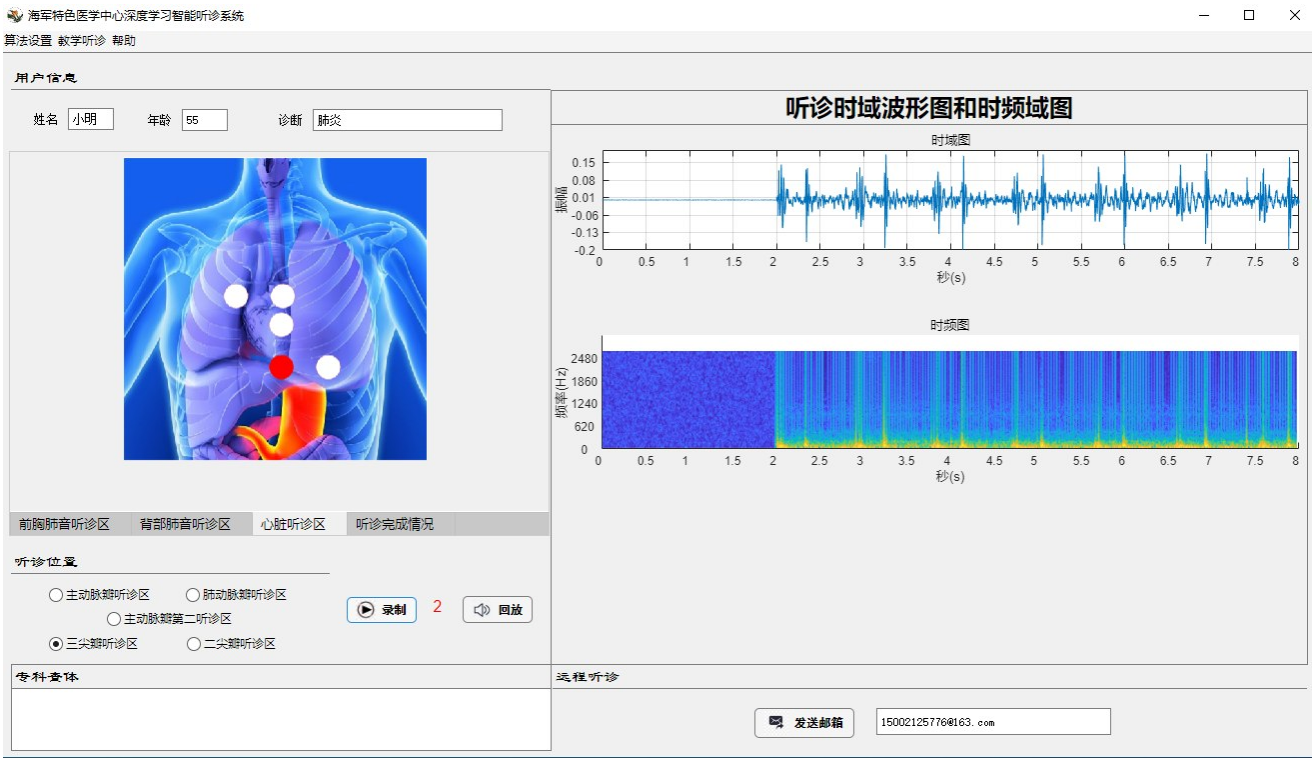 海军特色医学中心深度学习智能听诊系统
算法设置 教学听诊 帮助
用户信息
姓名 小明 年龄 55 诊断 肺炎
听诊时域波形图和时频域图
时域图
振幅
0.15
0.08
0.01
-0.06
-0.13
-0.2
0 0.5 1 1.5 2 2.5 3 3.5 4 4.5 5 5.5 6 6.5 7 7.5 8
秒(s)
时频图
频率(Hz)
2480
1860
1240
620
0
0 0.5 1 1.5 2 2.5 3 3.5 4 4.5 5 5.5 6 6.5 7 7.5 8
秒(s)
前胸肺音听诊区 背部肺音听诊区 心脏听诊区 听诊完成情况
听诊位置
主动脉瓣听诊区 肺动脉瓣听诊区
主动脉瓣第二听诊区
三尖瓣听诊区 二尖瓣听诊区
录制 2 回放
专科查体
远程听诊
发送邮箱 15002125776@163.com